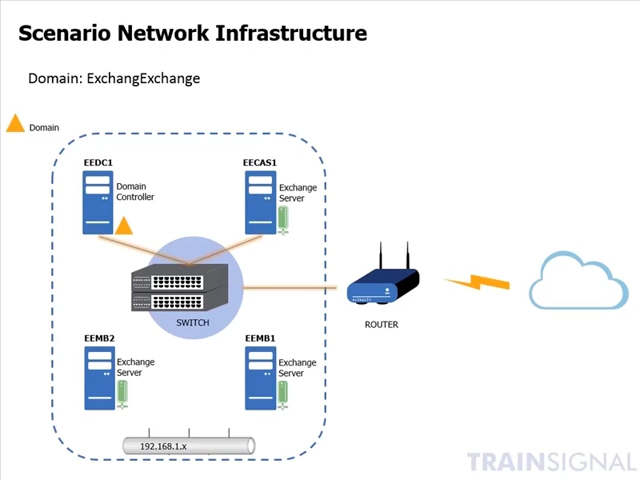 Scenario Network Infrastructure
Domain: ExchangExchange
Domain
EEDC1
Domain
Controller
EECAS1
Exchange
Server
SWITCH
ROUTER
EEMB2
Exchange
Server
EEMB1
Exchange
Server
192.168.1.x
TRAINSIGNAL